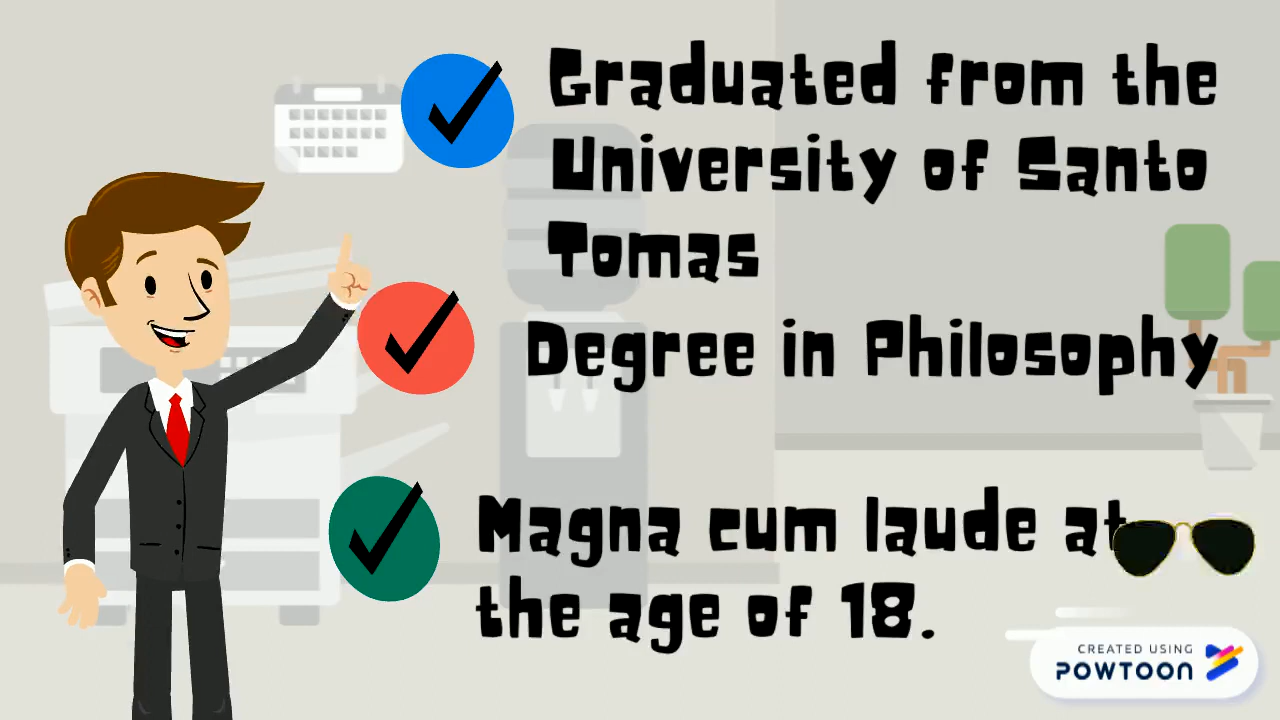 Graduated from the
University of Santo
Tomas
Degree in Philosophy
Magna cum laude at
the age of 18.
CREATED USING
POWTOON